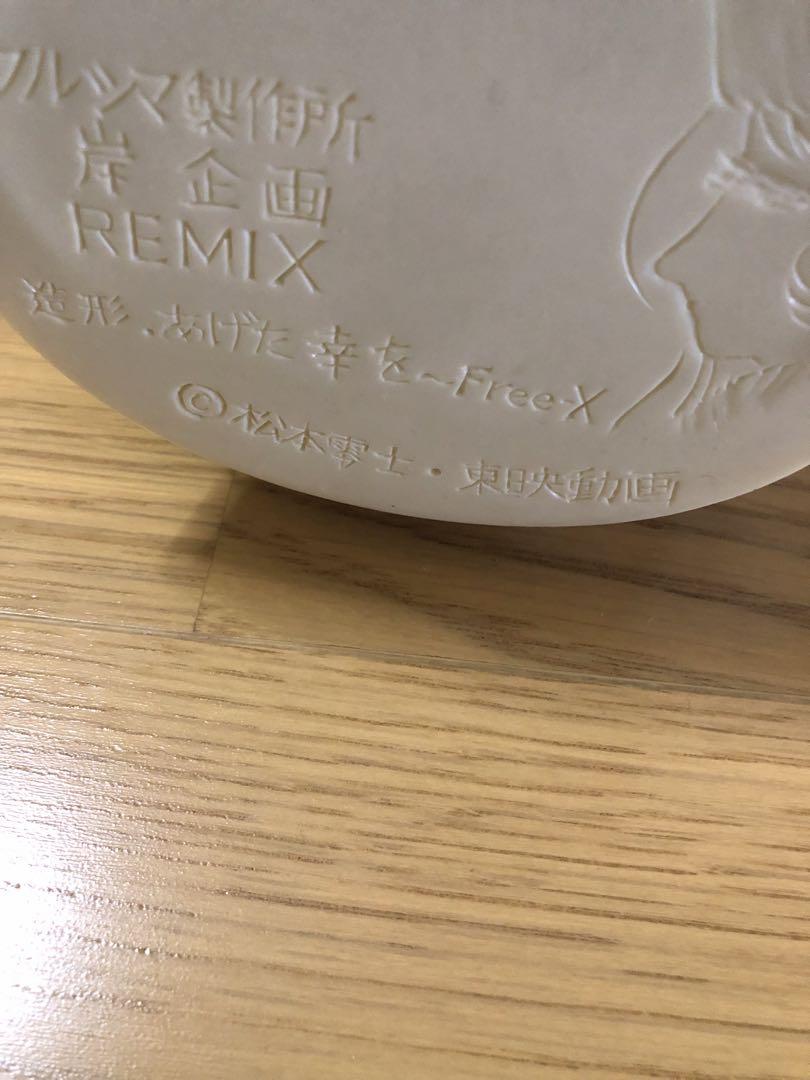 フルシマ製作所
岸 企画
REMIX
造形、あげた 幸を〜Free-X
©松本零士・東映動画